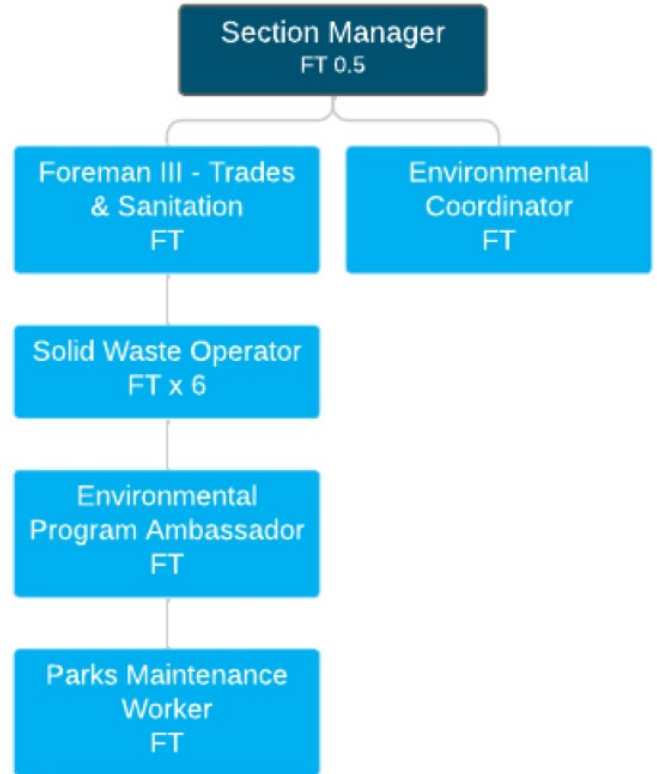 Section Manager
FT 0.5
Foreman III - Trades
& Sanitation
FT
Environmental
Coordinator
FT
Solid Waste Operator
FT x 6
Environmental
Program Ambassador
FT
Parks Maintenance
Worker
FT